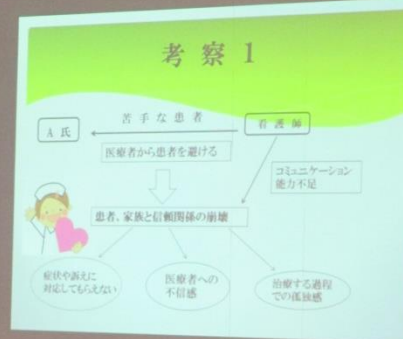 考察 1
苦手な患者
A 氏
看護師
医療者から患者を避ける
コミュニケーション
能力不足
患者、家族と信頼関係の崩壊
症状や訴えに
対応してもらえない
医療者への
不信感
治療する過程
での孤独感